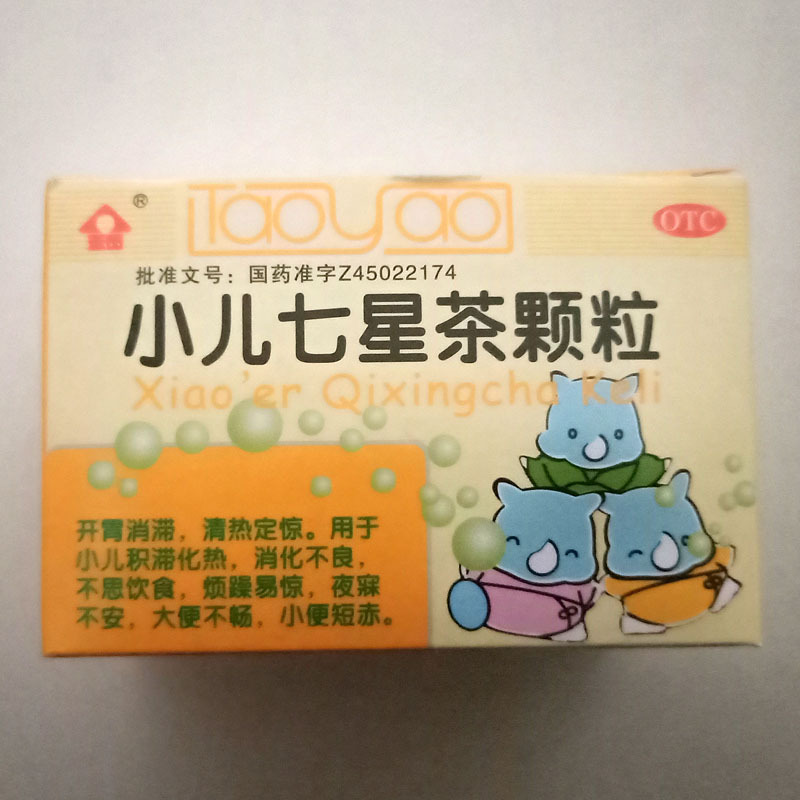 ®
TaoYao
OTC
批准文号：国药准字Z45022174
小儿七星茶颗粒
Xiao'er Qixingcha Keli
开胃消滞，清热定惊。用于
小儿积滞化热，消化不良，
不思饮食，烦躁易惊，夜寐
不安，大便不畅，小便短赤。